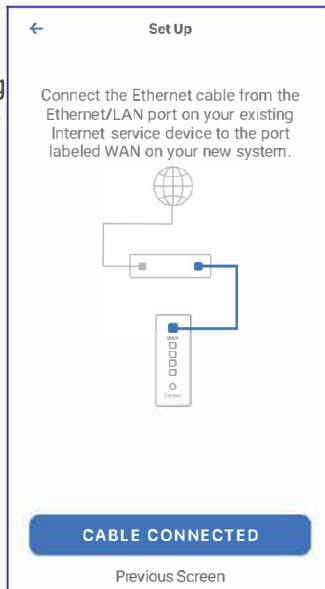 Set Up
g
Connect the Ethernet cable from the
Ethernet/LAN port on your existing
Internet service device to the port
labeled WAN on your new system.
WAN
CABLE CONNECTED
Previous Screen